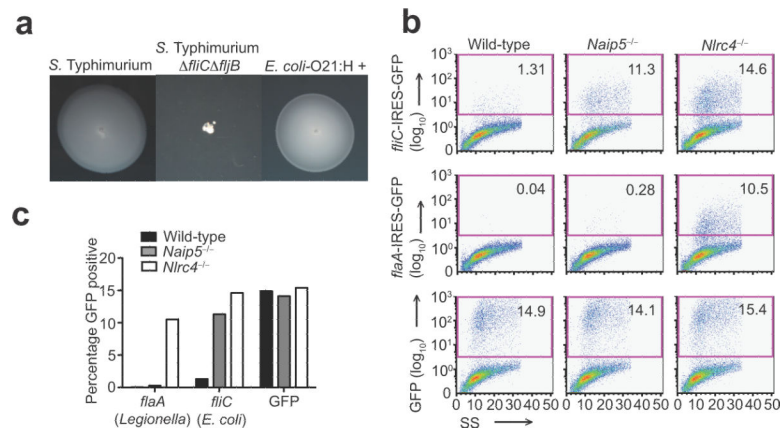 a
S. Typhimurium
S. Typhimurium
ΔfliCΔfljB
E. coli-O21:H +
b
Wild-type
Naip5–/–
Nlrc4–/–
fliC-IRES-GFP
(log10)
10³
10²
10¹
10⁰
0
1.31
11.3
14.6
flaA-IRES-GFP
(log10)
10³
10²
10¹
10⁰
0
0.04
0.28
10.5
GFP (log10)
10³
10²
10¹
10⁰
0
14.9
14.1
15.4
0 10 20 30 40 50
0 10 20 30 40 50
0 10 20 30 40 50
SS
c
Wild-type
Naip5–/–
Nlrc4–/–
Percentage GFP positive
20
15
10
5
0
flaA
(Legionella)
fliC
(E. coli)
GFP